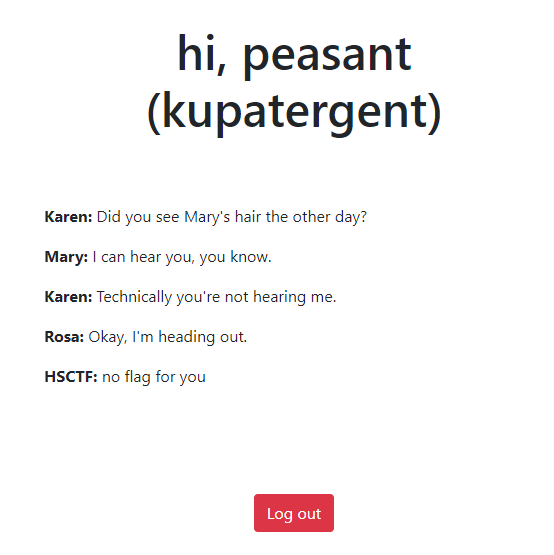 hi, peasant
(kupatergent)
Karen: Did you see Mary's hair the other day?
Mary: I can hear you, you know.
Karen: Technically you're not hearing me.
Rosa: Okay, I'm heading out.
HSCTF: no flag for you
Log out